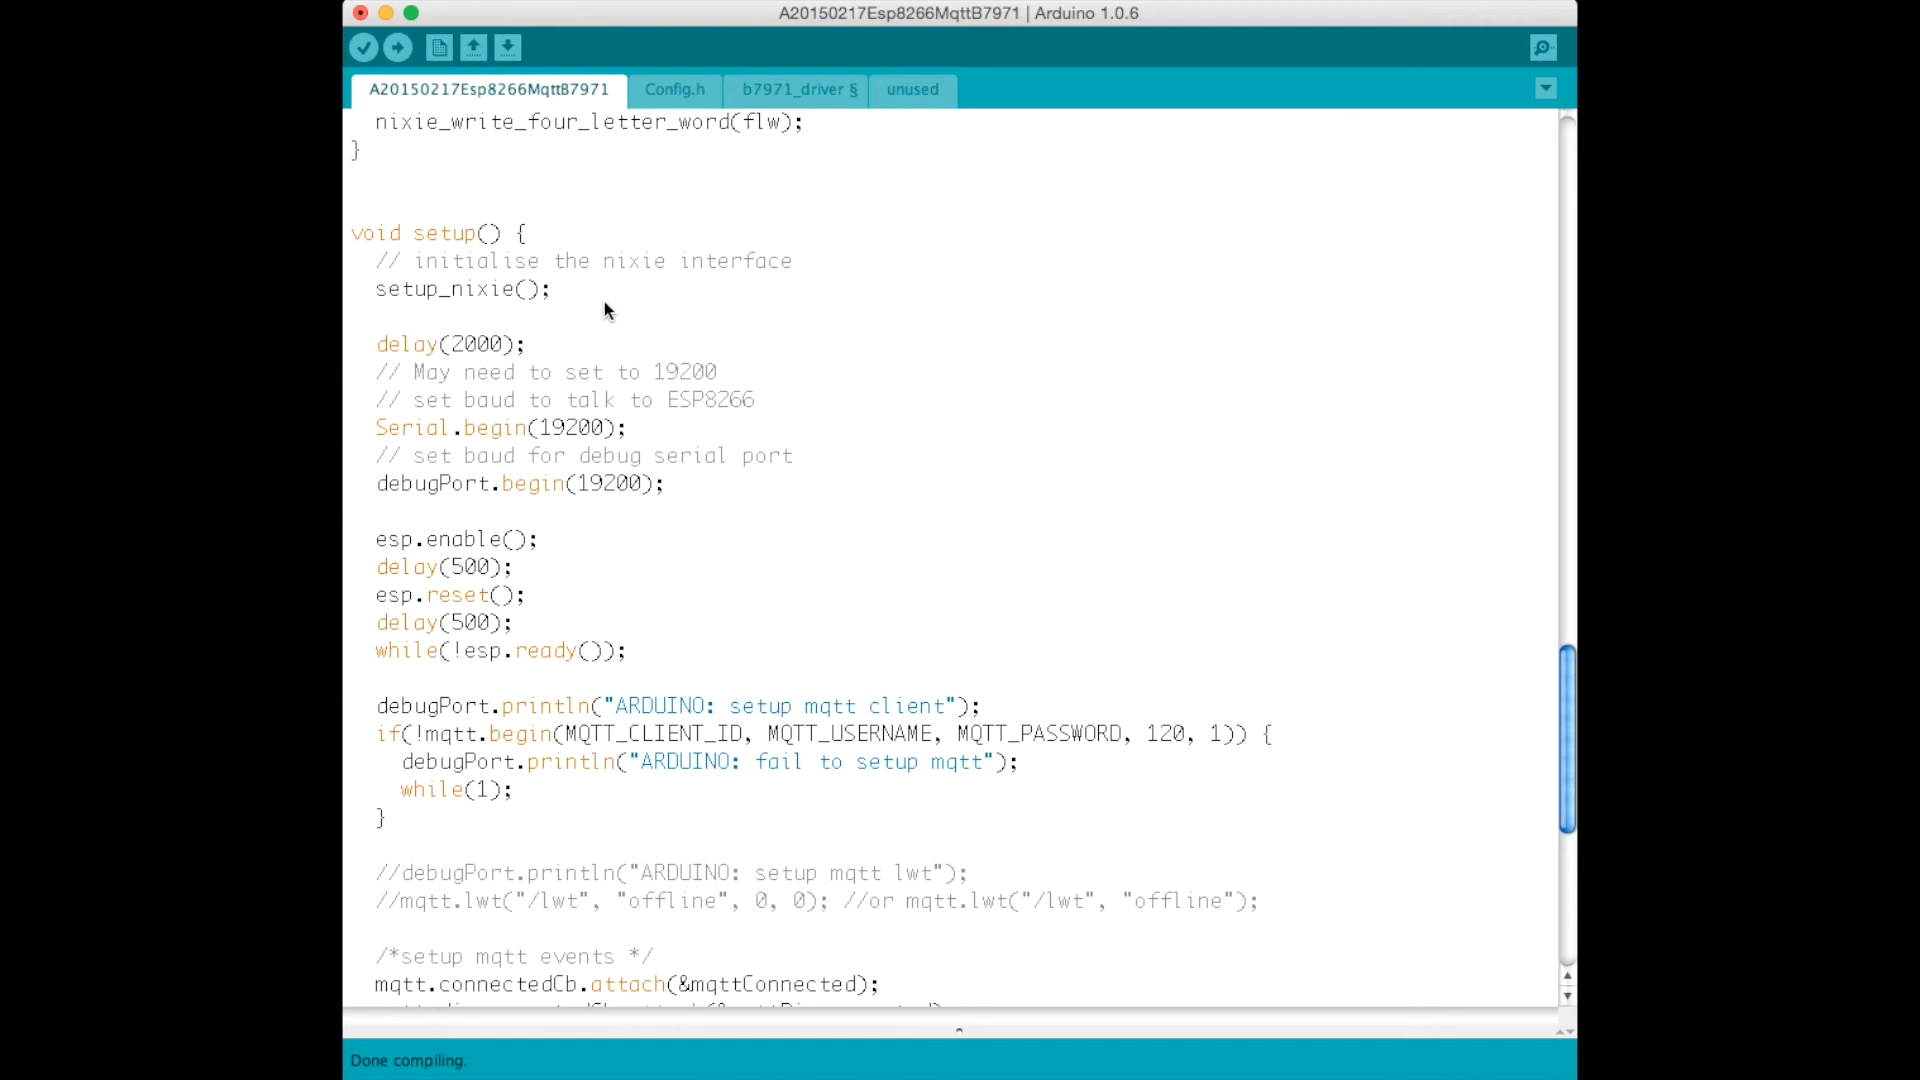 A20150217Esp8266MqttB7971 | Arduino 1.0.6
A20150217Esp8266MqttB7971 Config.h b7971_driver § unused
nixie_write_four_letter_word(flw);
}
void setup() {
// initialise the nixie interface
setup_nixie();
delay(2000);
// May need to set to 19200
// set baud to talk to ESP8266
Serial.begin(19200);
// set baud for debug serial port
debugPort.begin(19200);
esp.enable();
delay(500);
esp.reset();
delay(500);
while(!esp.ready());
debugPort.println("ARDUINO: setup mqtt client");
if(!mqtt.begin(MQTT_CLIENT_ID, MQTT_USERNAME, MQTT_PASSWORD, 120, 1)) {
debugPort.println("ARDUINO: fail to setup mqtt");
while(1);
}
//debugPort.println("ARDUINO: setup mqtt lwt");
//mqtt.lwt("/lwt", "offline", 0, 0); //or mqtt.lwt("/lwt", "offline");
/*setup mqtt events */
mqtt.connectedCb.attach(&mqttConnected);
Done compiling.